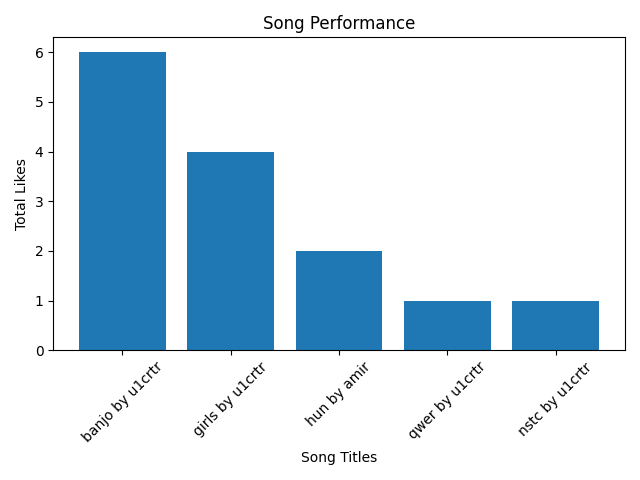 Song Performance
Total Likes
6
5
4
3
2
1
0
banjo by u1crtr
girls by u1crtr
hun by amir
qwer by u1crtr
nstc by u1crtr
Song Titles